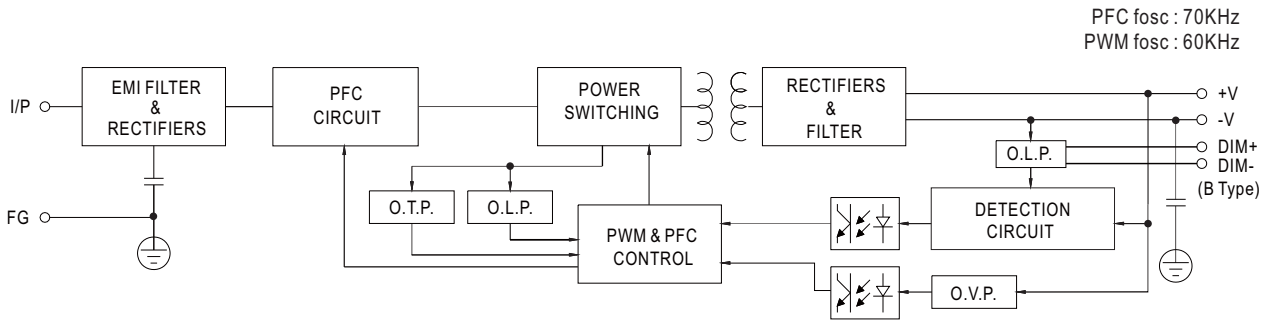 PFC fosc : 70KHz
PWM fosc : 60KHz
I/P
EMI FILTER
&
RECTIFIERS
PFC
CIRCUIT
POWER
SWITCHING
RECTIFIERS
&
FILTER
+V
-V
O.L.P.
DIM+
DIM-
(B Type)
FG
O.T.P.
O.L.P.
PWM & PFC
CONTROL
DETECTION
CIRCUIT
O.V.P.